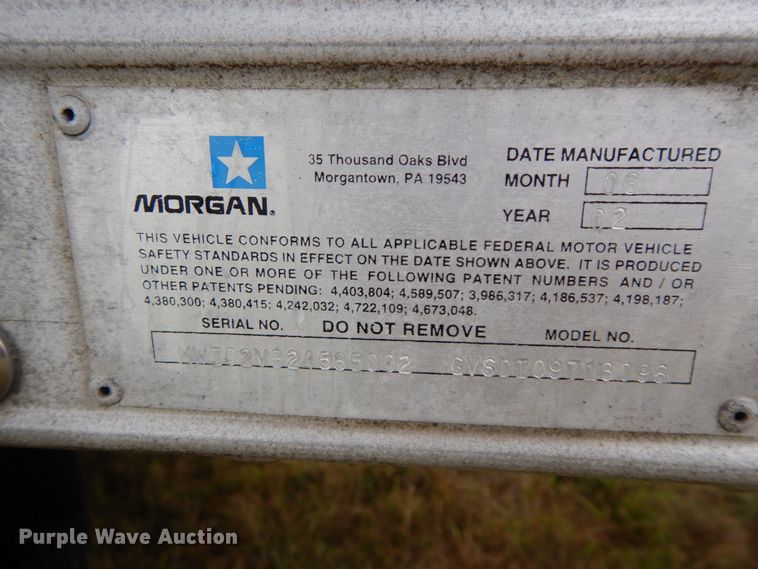 MORGAN®
35 Thousand Oaks Blvd
Morgantown, PA 19543
DATE MANUFACTURED
MONTH 06
YEAR 02
THIS VEHICLE CONFORMS TO ALL APPLICABLE FEDERAL MOTOR VEHICLE
SAFETY STANDARDS IN EFFECT ON THE DATE SHOWN ABOVE. IT IS PRODUCED
UNDER ONE OR MORE OF THE FOLLOWING PATENT NUMBERS AND / OR
OTHER PATENTS PENDING: 4,403,804; 4,589,507; 3,986,317; 4,186,537; 4,198,187;
4,380,300; 4,380,415; 4,242,032; 4,722,109; 4,673,048.
SERIAL NO. DO NOT REMOVE MODEL NO.
GVSDT09713096
Purple Wave Auction®